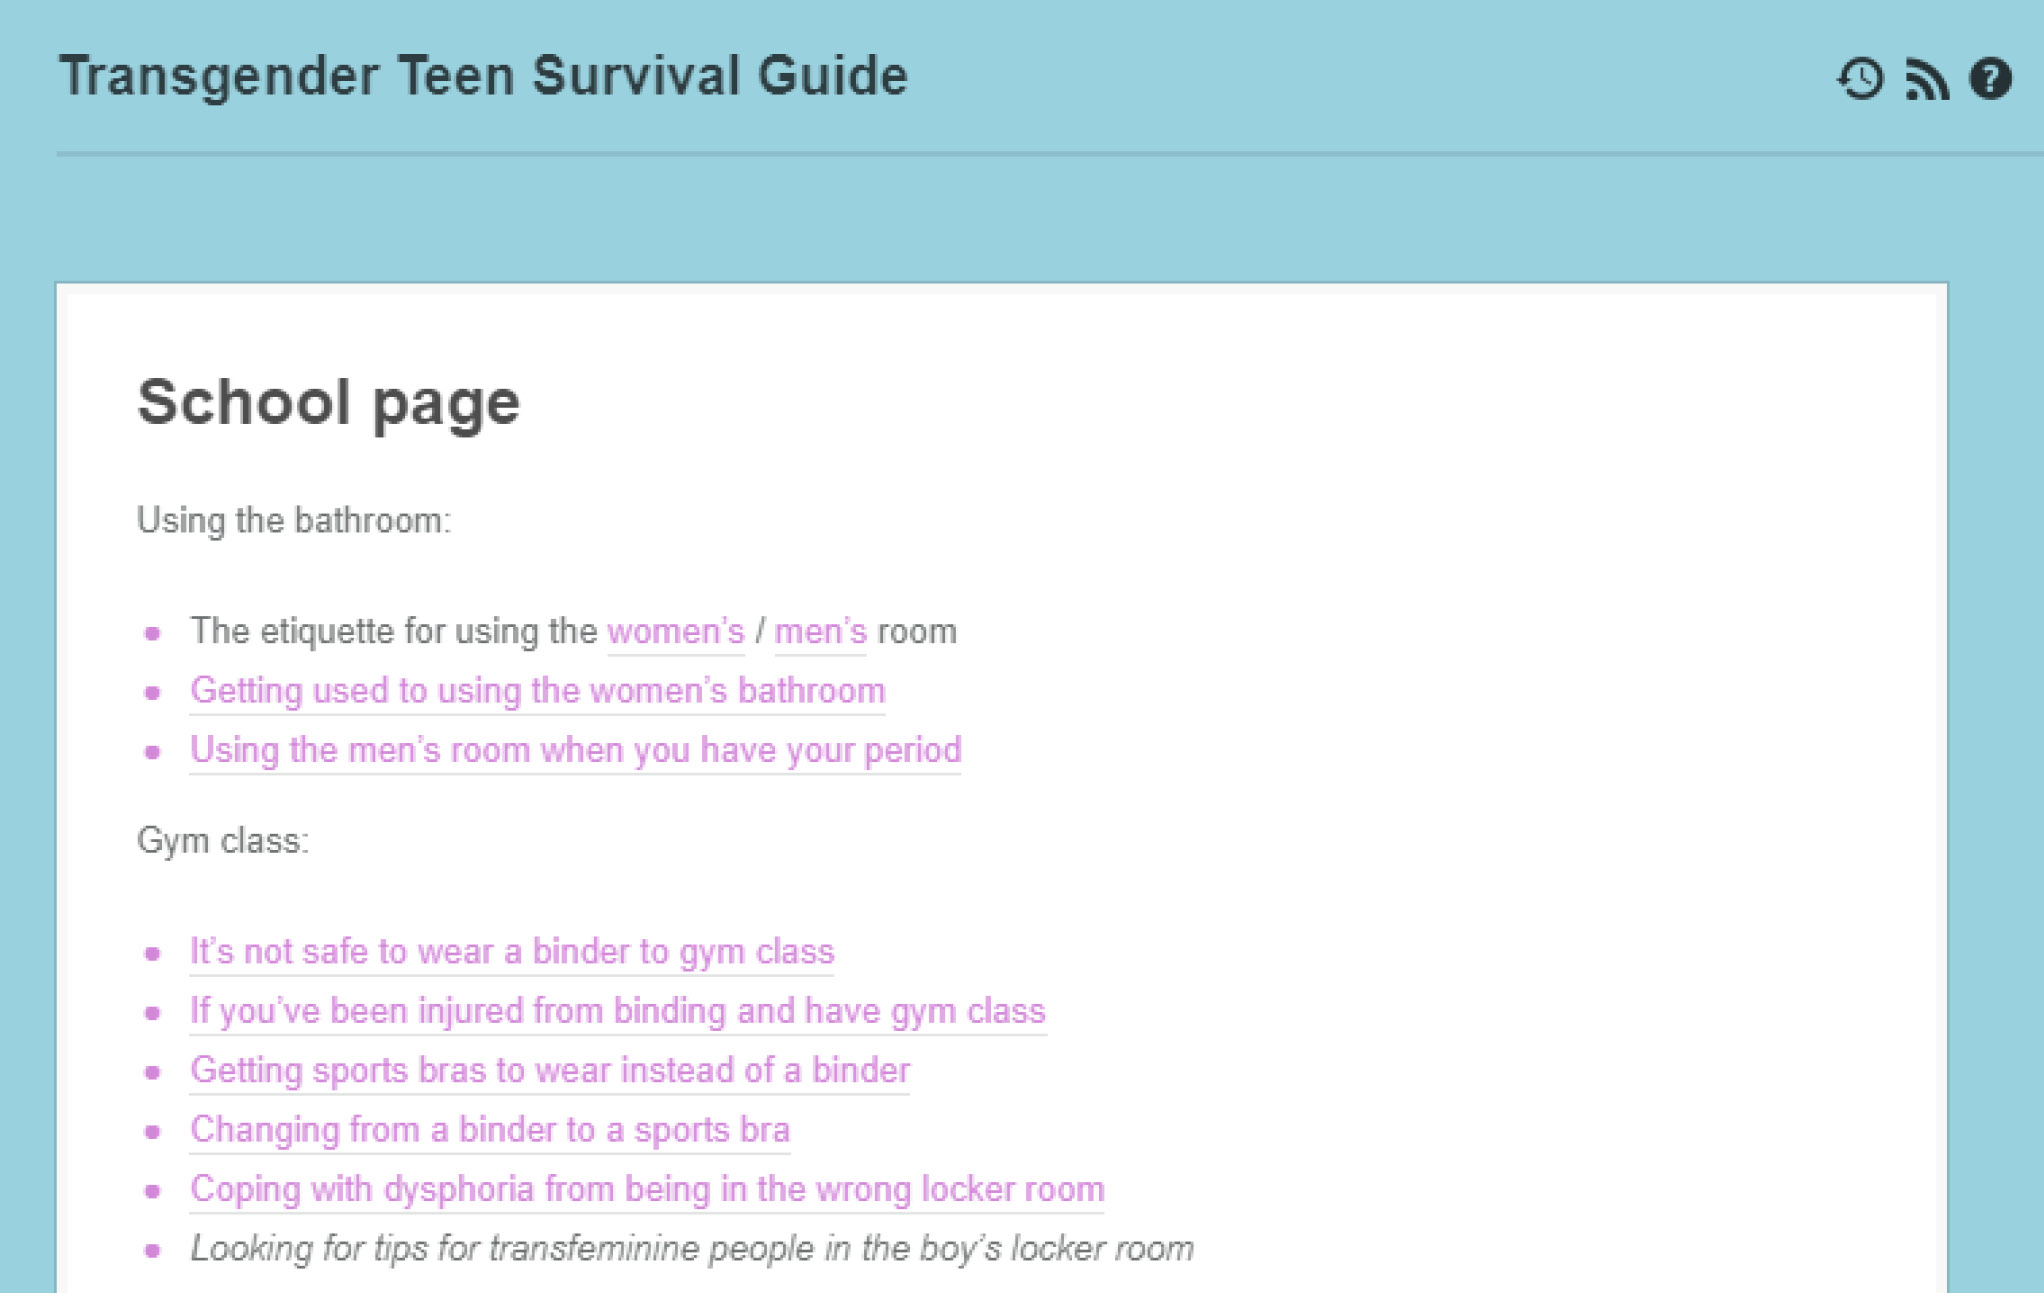 Transgender Teen Survival Guide
School page
Using the bathroom:
The etiquette for using the women's / men's room
Getting used to using the women's bathroom
Using the men's room when you have your period
Gym class:
It's not safe to wear a binder to gym class
If you've been injured from binding and have gym class
Getting sports bras to wear instead of a binder
Changing from a binder to a sports bra
Coping with dysphoria from being in the wrong locker room
Looking for tips for transfeminine people in the boy's locker room